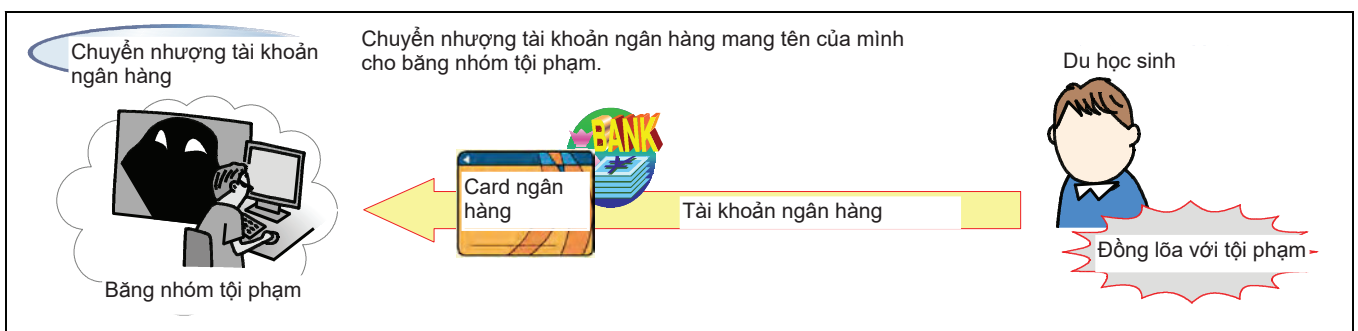 Chuyển nhượng tài khoản
ngân hàng
Chuyển nhượng tài khoản ngân hàng mang tên của mình
cho băng nhóm tội phạm.
Du học sinh
BANK
Card ngân
hàng
Tài khoản ngân hàng
Đồng lõa với tội phạm
Băng nhóm tội phạm